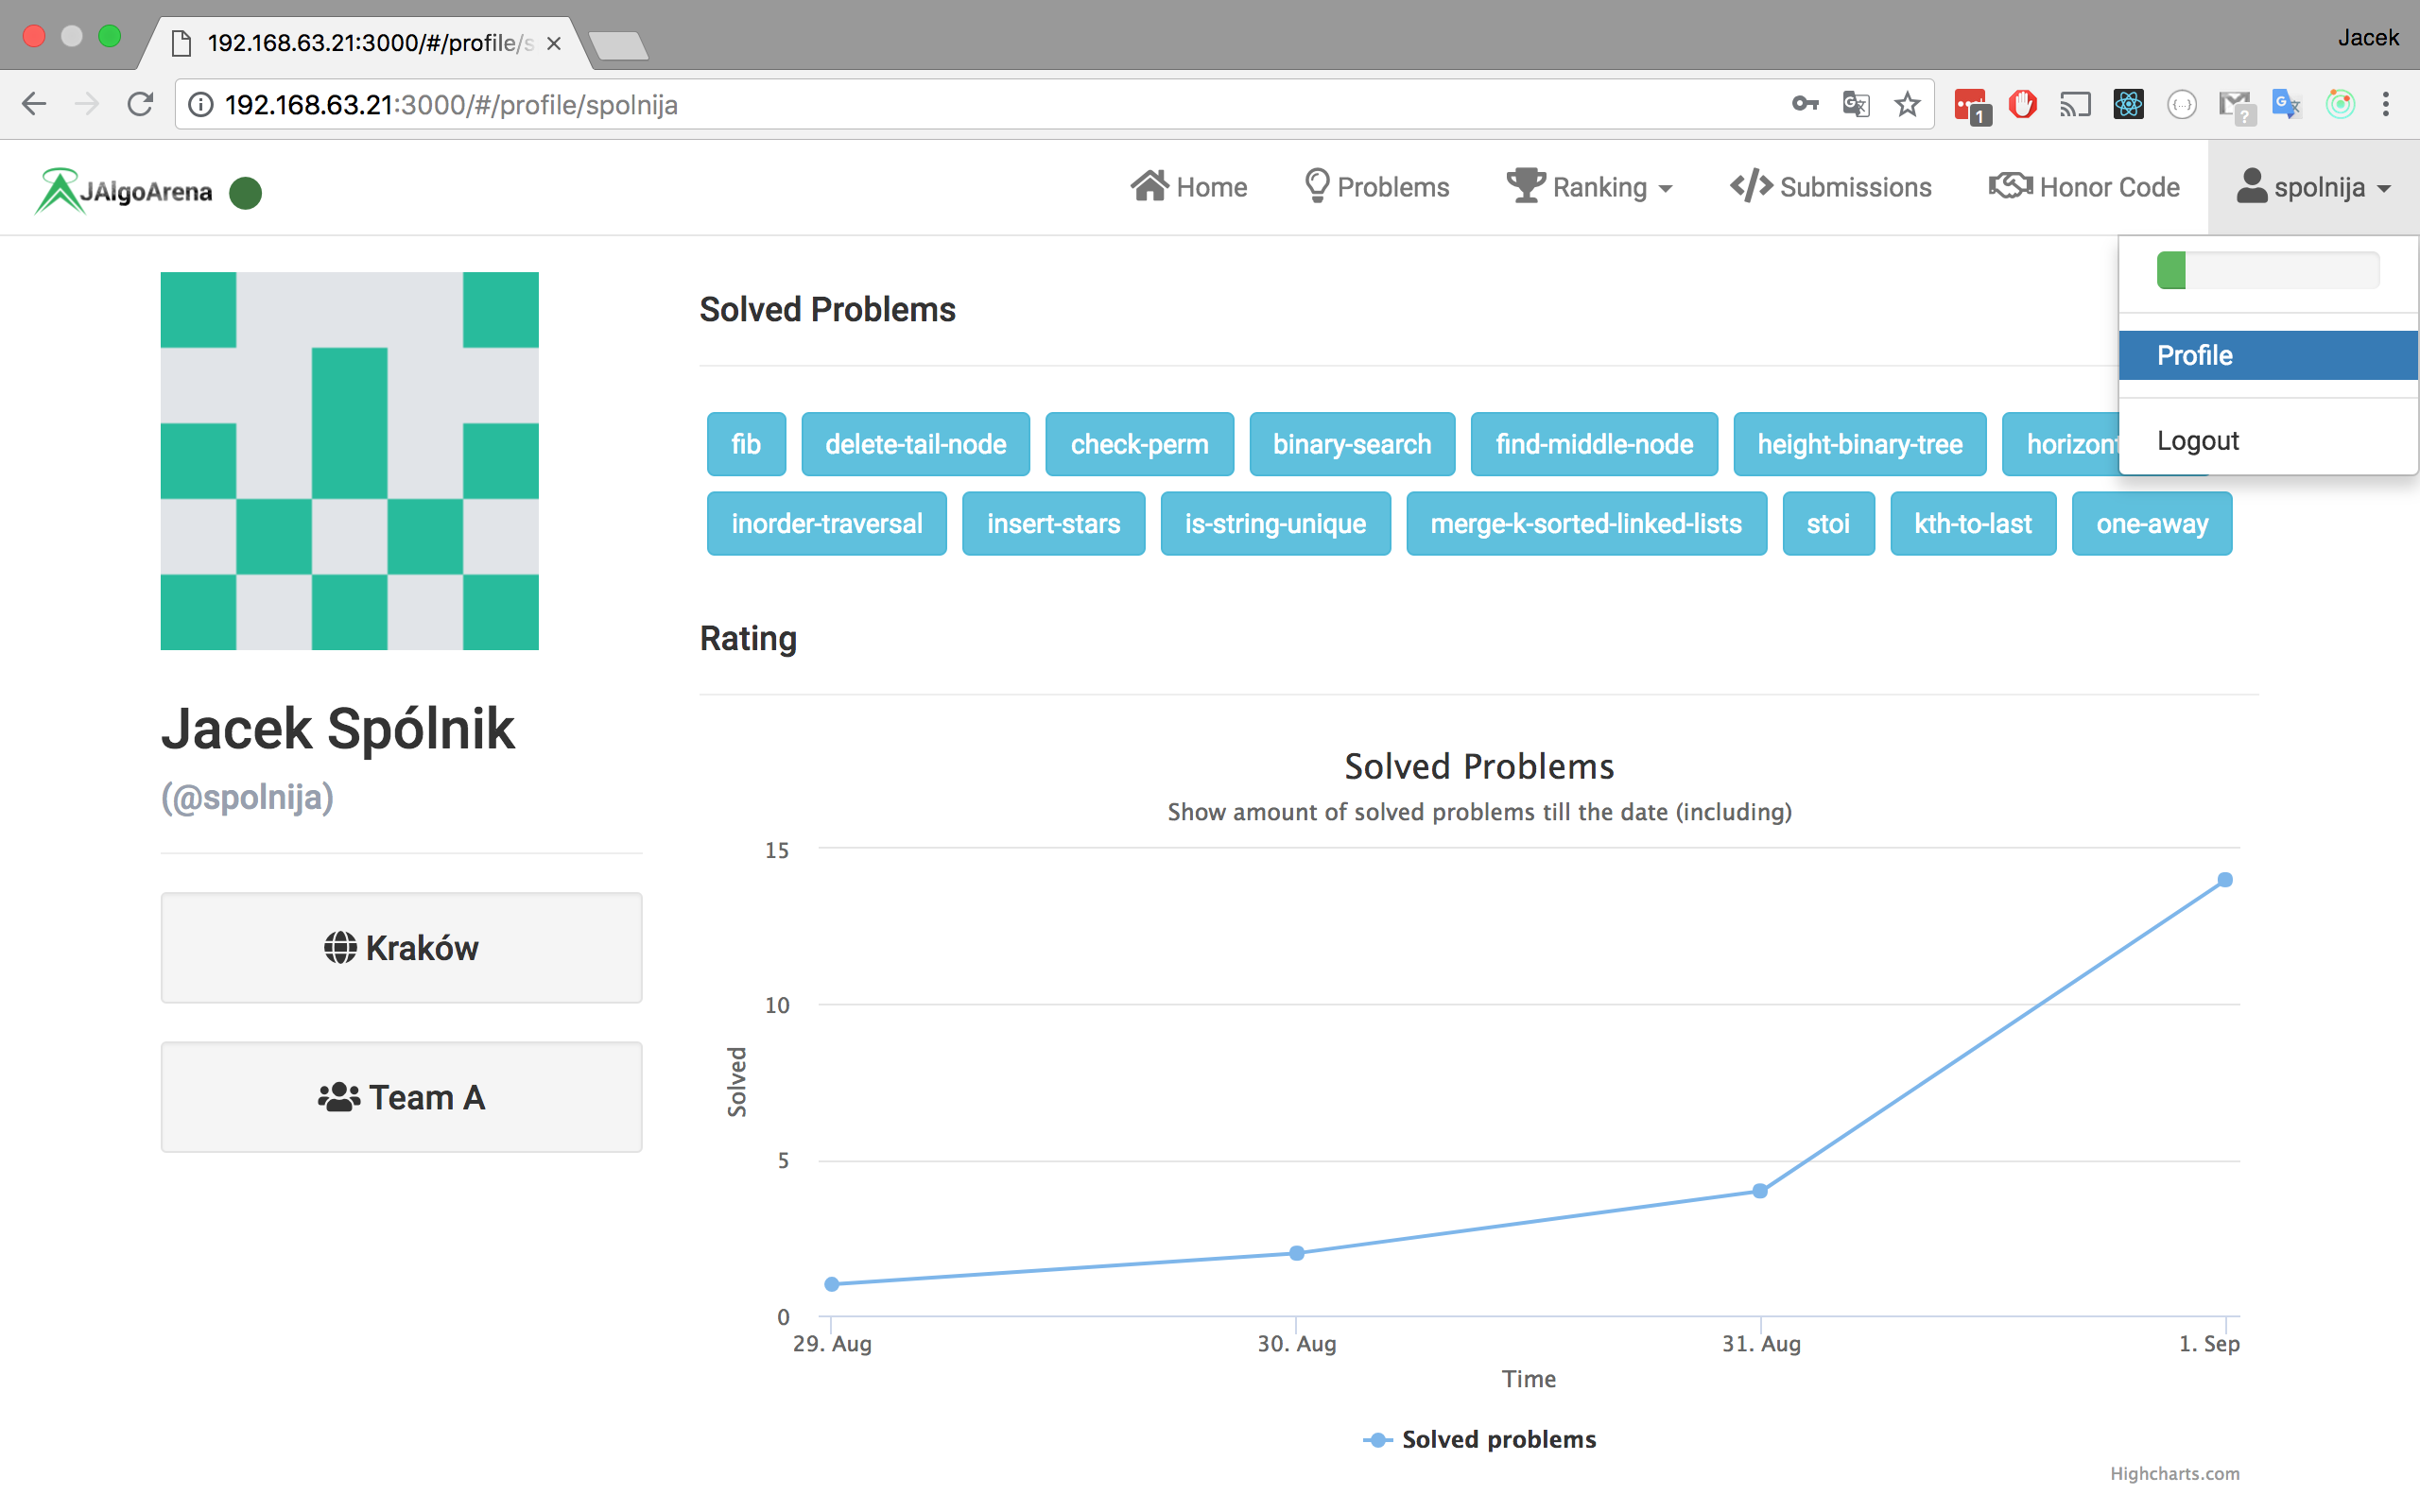 192.168.63.21:3000/#/profile/s
Jacek
192.168.63.21:3000/#/profile/spolnija
1
?
JAlgoArena
Home
Problems
Ranking
Submissions
Honor Code
spolnija
Profile
Logout
Solved Problems
fib delete-tail-node check-perm binary-search find-middle-node height-binary-tree
inorder-traversal insert-stars is-string-unique merge-k-sorted-linked-lists stoi kth-to-last one-away
Jacek Spólnik
(@spolnija)
Kraków
Team A
Rating
Solved Problems
Show amount of solved problems till the date (including)
15
10
5
0
Solved
29. Aug 30. Aug 31. Aug 1. Sep
Time
Solved problems
Highcharts.com